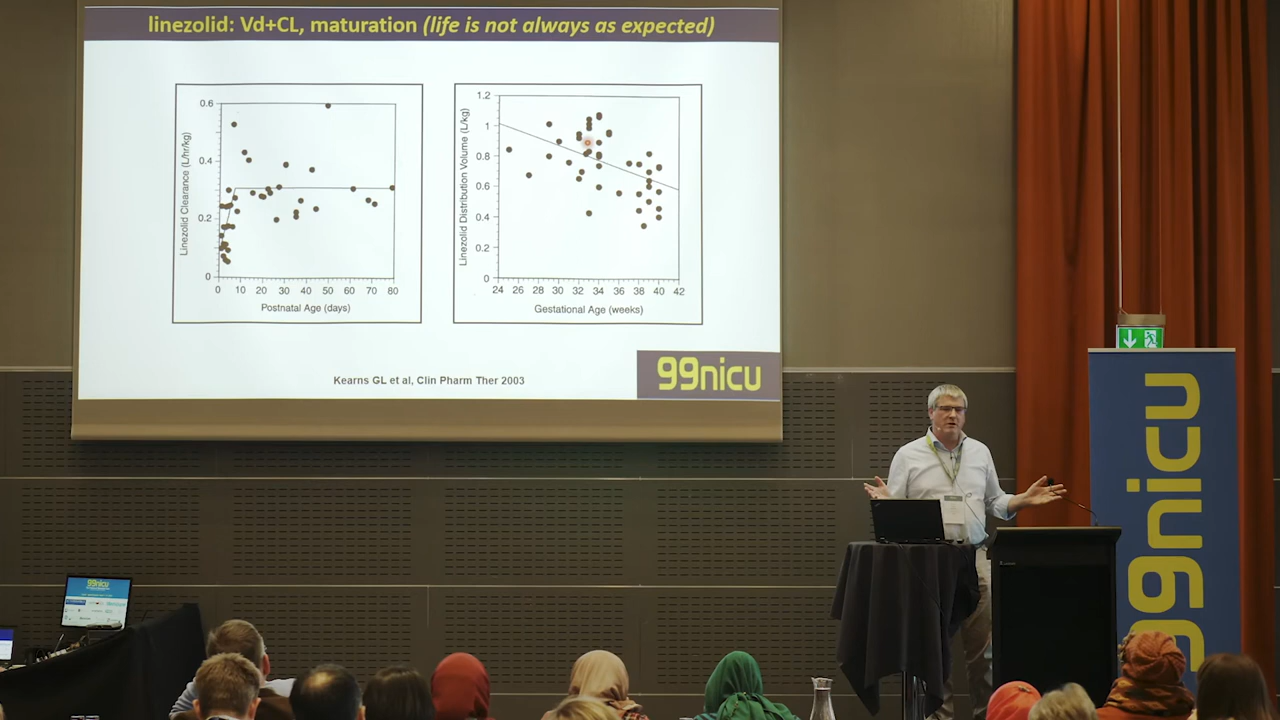 linezolid: Vd+CL, maturation (life is not always as expected)
Linezolid Clearance (L/hr/kg)
0.6
0.4
0.2
0
0 10 20 30 40 50 60 70 80
Postnatal Age (days)
Linezolid Distribution Volume (L/kg)
1.2
1
0.8
0.6
0.4
0.2
0
24 26 28 30 32 34 36 38 40 42
Gestational Age (weeks)
Kearns GL et al, Clin Pharm Ther 2003
99nicu
99nicu
99nicu